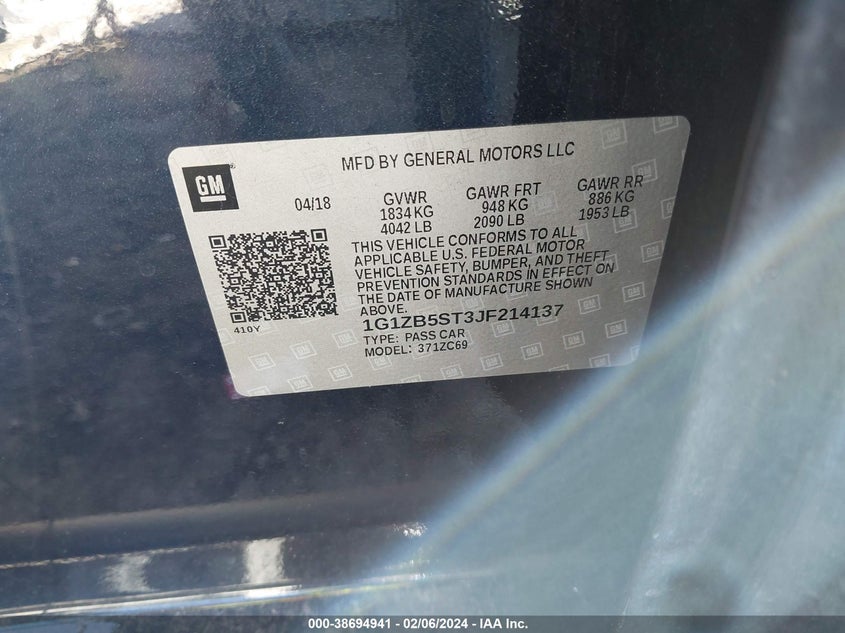 GM
MFD BY GENERAL MOTORS LLC
04/18
GVWR
1834 KG
4042 LB
GAWR FRT
948 KG
2090 LB
GAWR RR
886 KG
1953 LB
THIS VEHICLE CONFORMS TO ALL
APPLICABLE U.S. FEDERAL MOTOR
VEHICLE SAFETY, BUMPER, AND THEFT
PREVENTION STANDARDS IN EFFECT ON
THE DATE OF MANUFACTURE SHOWN
ABOVE.
410Y
1G1ZB5ST3JF214137
TYPE: PASS CAR
MODEL: 371ZC69
000-38694941 - 02/06/2024 - IAA Inc.